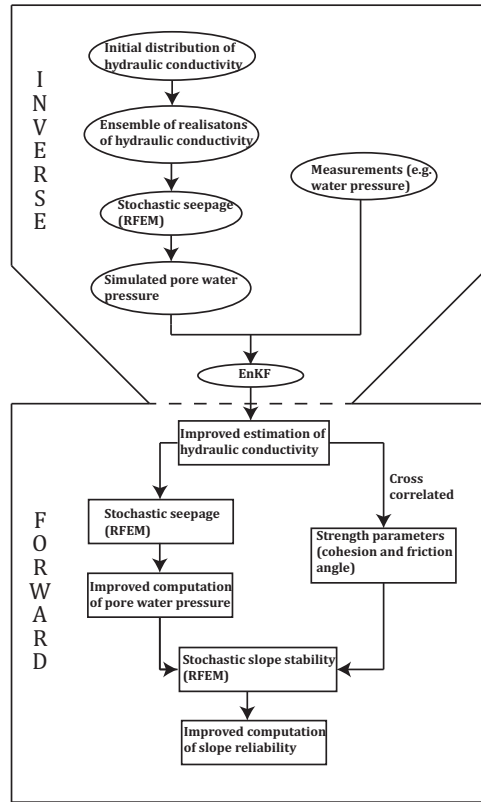 INVERSE
Initial distribution of
hydraulic conductivity
Ensemble of realisatons
of hydraulic conductivity
Measurements (e.g.
water pressure)
Stochastic seepage
(RFEM)
Simulated pore water
pressure
EnKF
FORWARD
Improved estimation of
hydraulic conductivity
Cross
correlated
Stochastic seepage
(RFEM)
Strength parameters
(cohesion and friction
angle)
Improved computation
of pore water pressure
Stochastic slope stability
(RFEM)
Improved computation
of slope reliability